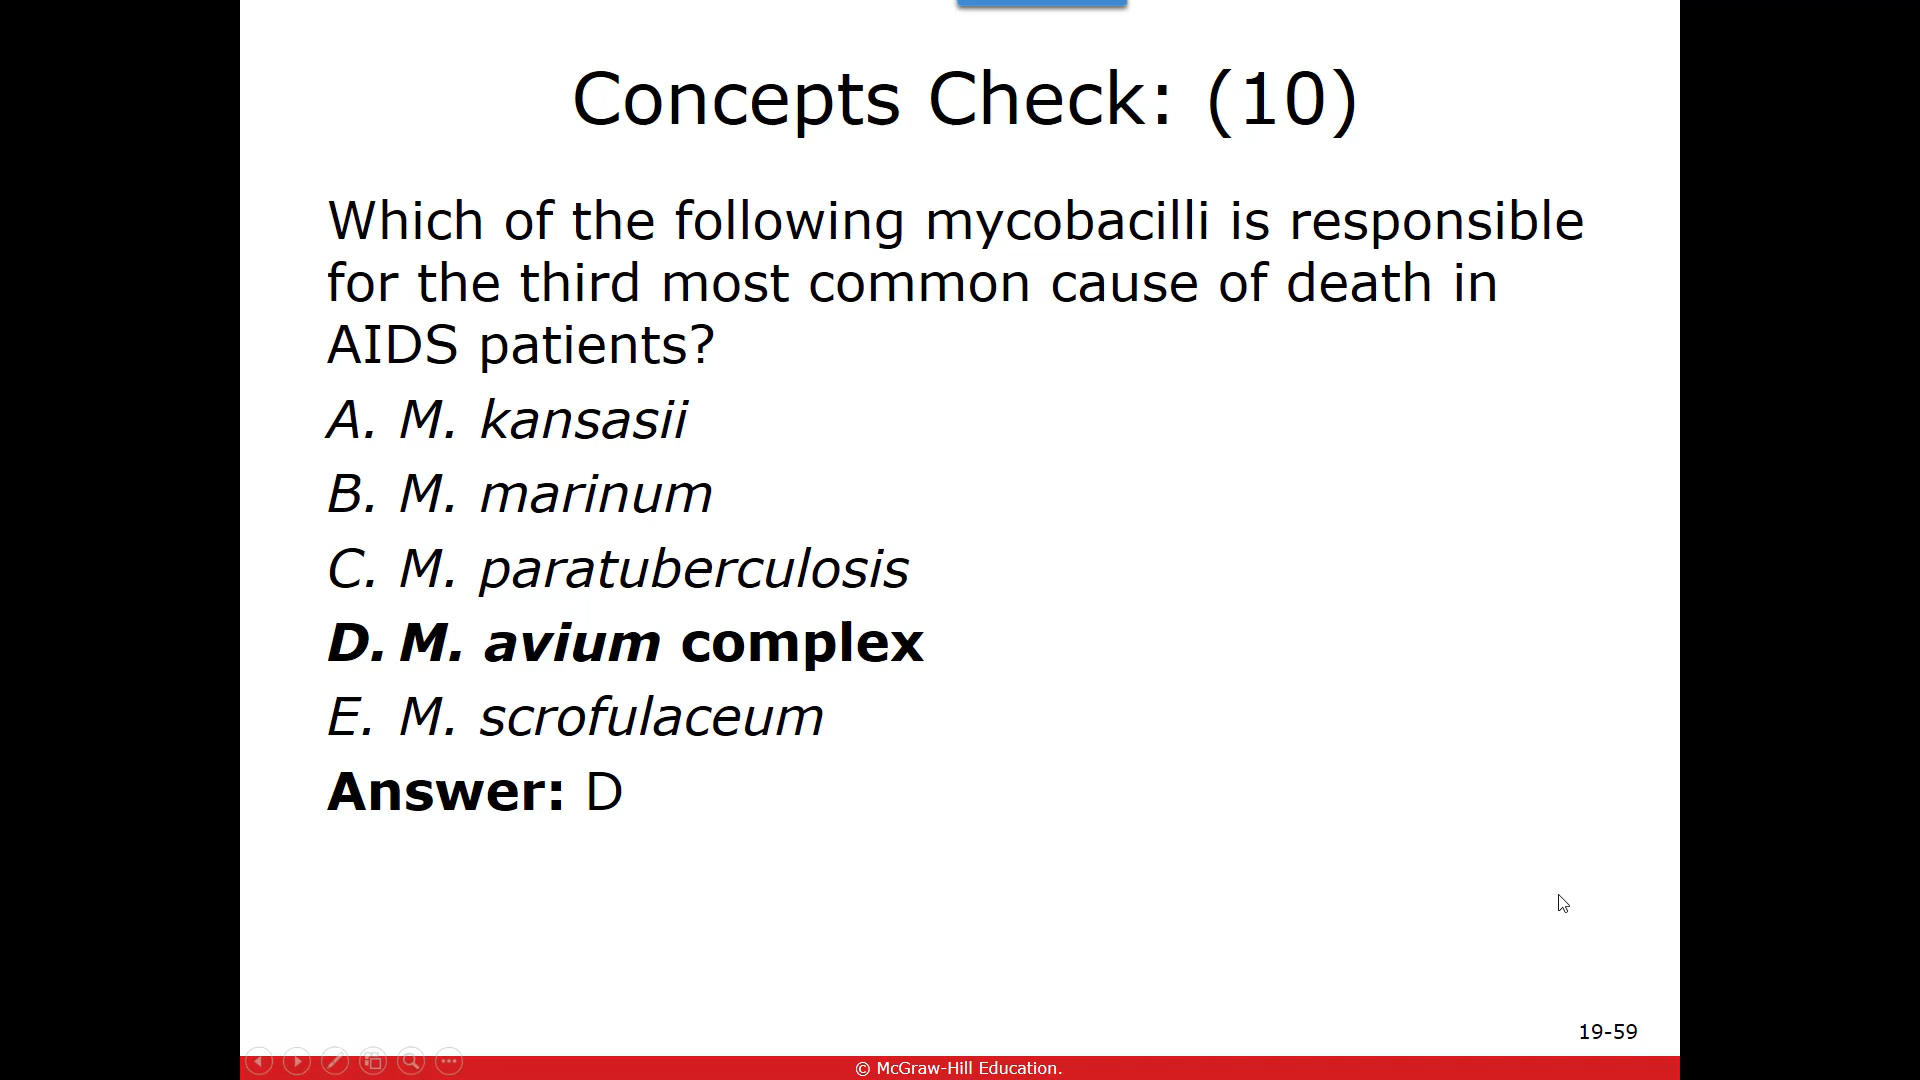 Concepts Check: (10)
Which of the following mycobacilli is responsible
for the third most common cause of death in
AIDS patients?
A. M. kansasii
B. M. marinum
C. M. paratuberculosis
D. M. avium complex
E. M. scrofulaceum
Answer: D
19-59
© McGraw-Hill Education.